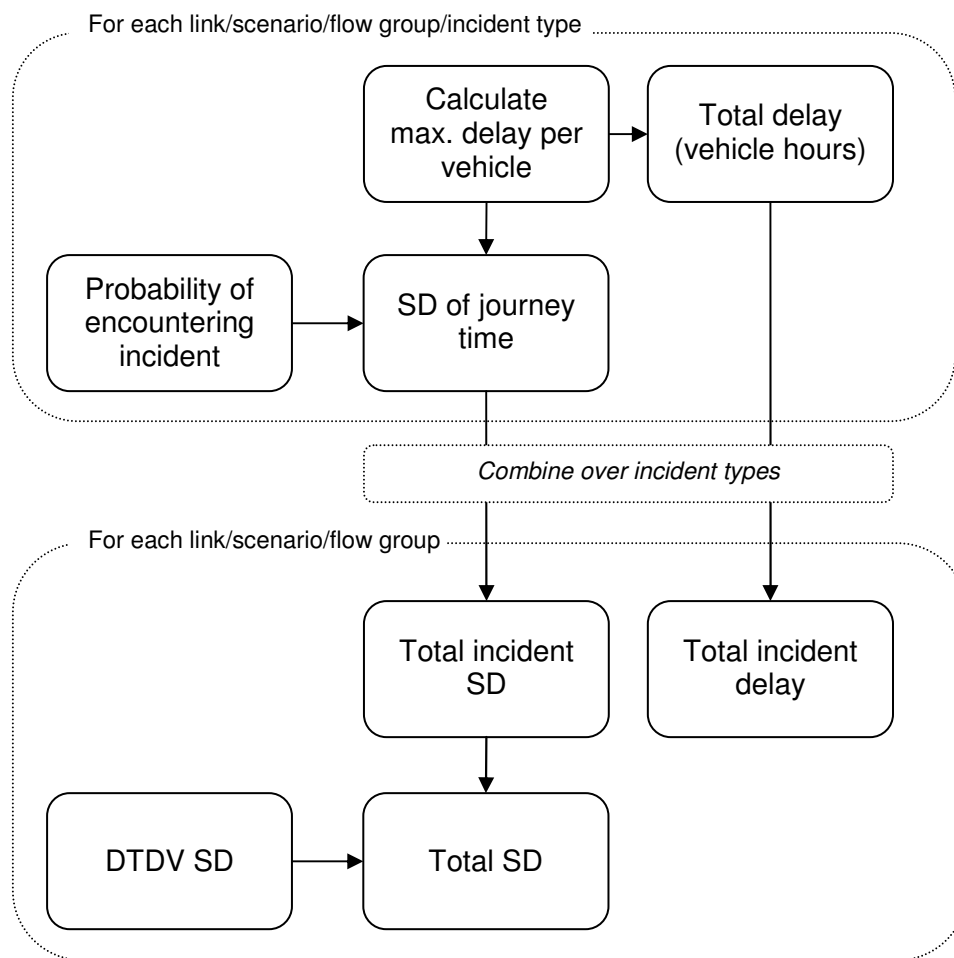 For each link/scenario/flow group/incident type
Calculate
max. delay per
vehicle
Total delay
(vehicle hours)
Probability of
encountering
incident
SD of journey
time
Combine over incident types
For each link/scenario/flow group
Total incident
SD
Total incident
delay
DTDV SD
Total SD